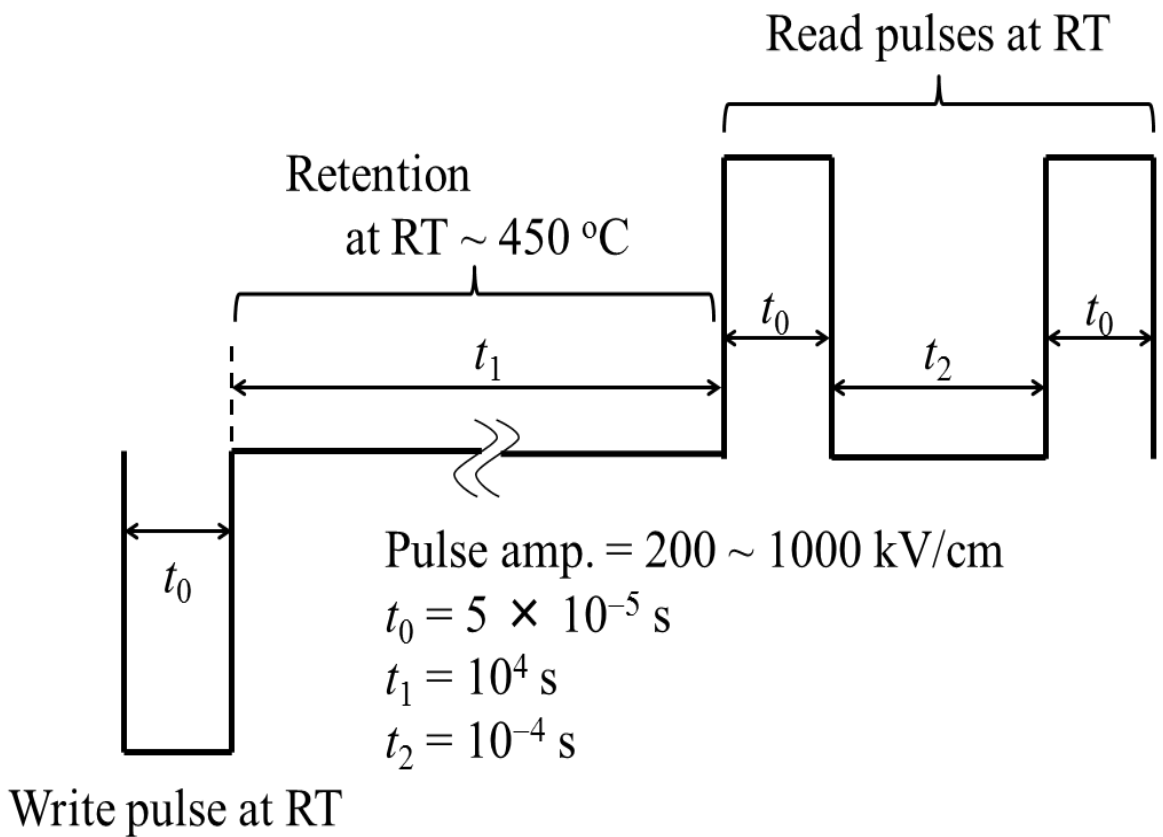 Read pulses at RT
Retention
at RT ~ 450 °C
t₀
t₀
t₁
t₂
t₀
Pulse amp. = 200 ~ 1000 kV/cm
t₀ = 5 × 10⁻⁵ s
t₁ = 10⁴ s
t₂ = 10⁻⁴ s
Write pulse at RT